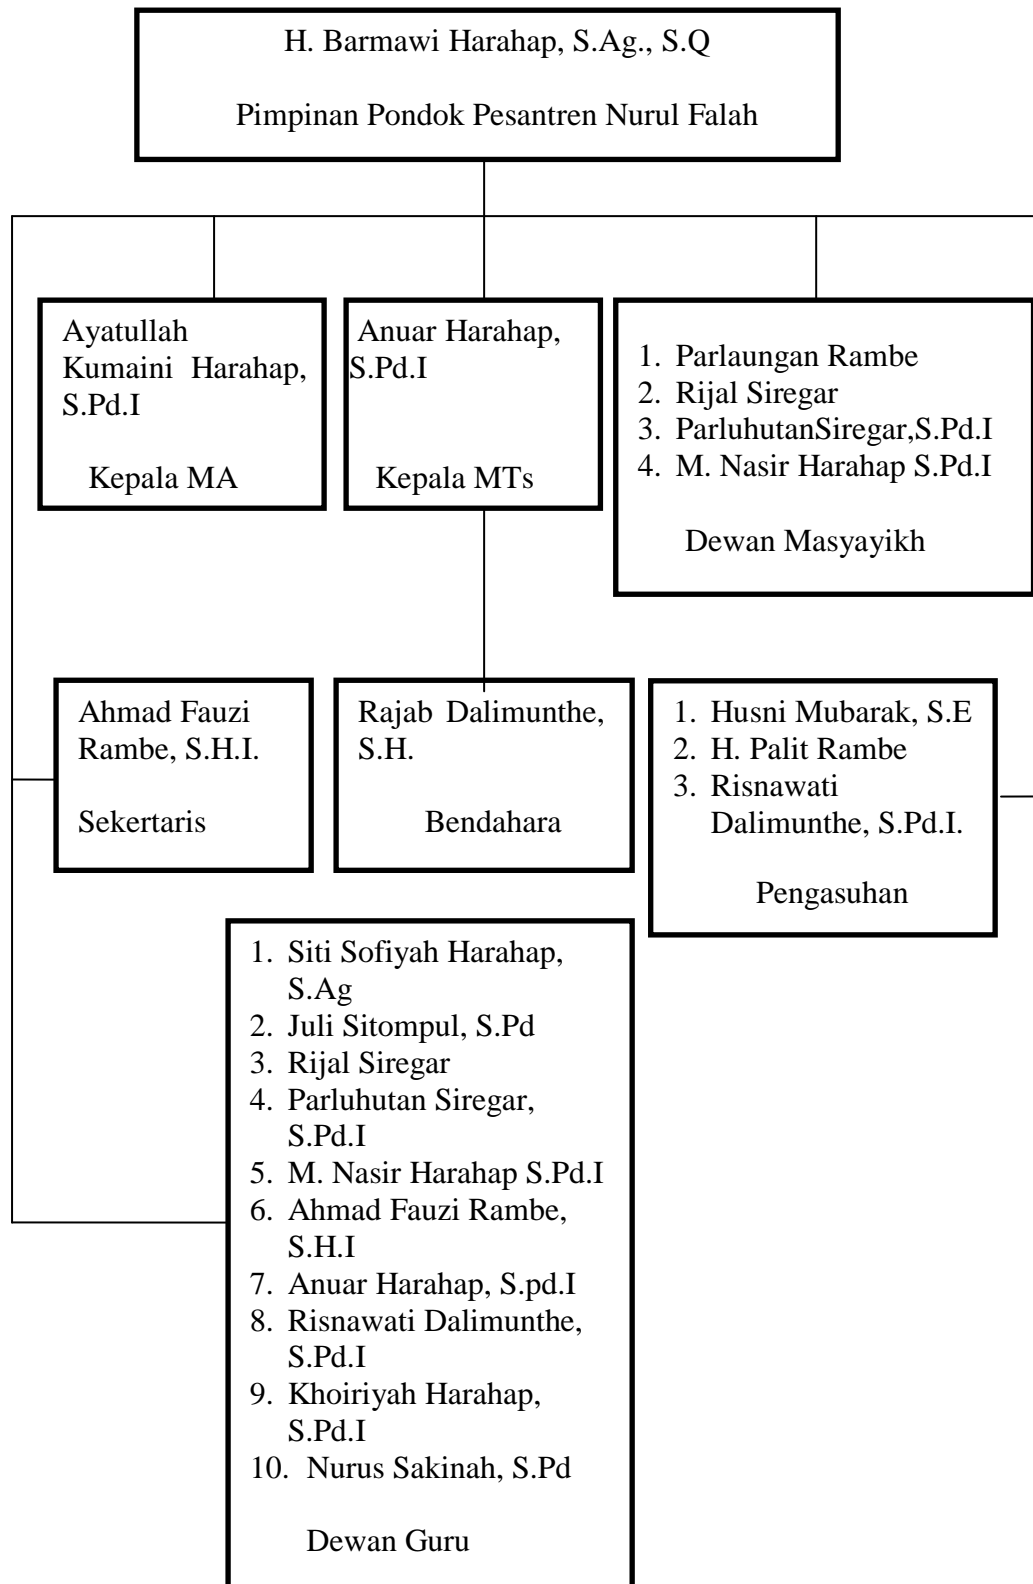 H. Barmawi Harahap, S.Ag., S.Q
Pimpinan Pondok Pesantren Nurul Falah
Ayatullah
Kumaini Harahap,
S.Pd.I
Kepala MA
Anuar Harahap,
S.Pd.I
Kepala MTs
1. Parlaungan Rambe
2. Rijal Siregar
3. ParluhutanSiregar,S.Pd.I
4. M. Nasir Harahap S.Pd.I
Dewan Masyayikh
Ahmad Fauzi
Rambe, S.H.I.
Sekertaris
Rajab Dalimunthe,
S.H.
Bendahara
1. Husni Mubarak, S.E
2. H. Palit Rambe
3. Risnawati
Dalimunthe, S.Pd.I.
Pengasuhan
1. Siti Sofiyah Harahap,
S.Ag
2. Juli Sitompul, S.Pd
3. Rijal Siregar
4. Parluhutan Siregar,
S.Pd.I
5. M. Nasir Harahap S.Pd.I
6. Ahmad Fauzi Rambe,
S.H.I
7. Anuar Harahap, S.pd.I
8. Risnawati Dalimunthe,
S.Pd.I
9. Khoiriyah Harahap,
S.Pd.I
10. Nurus Sakinah, S.Pd
Dewan Guru